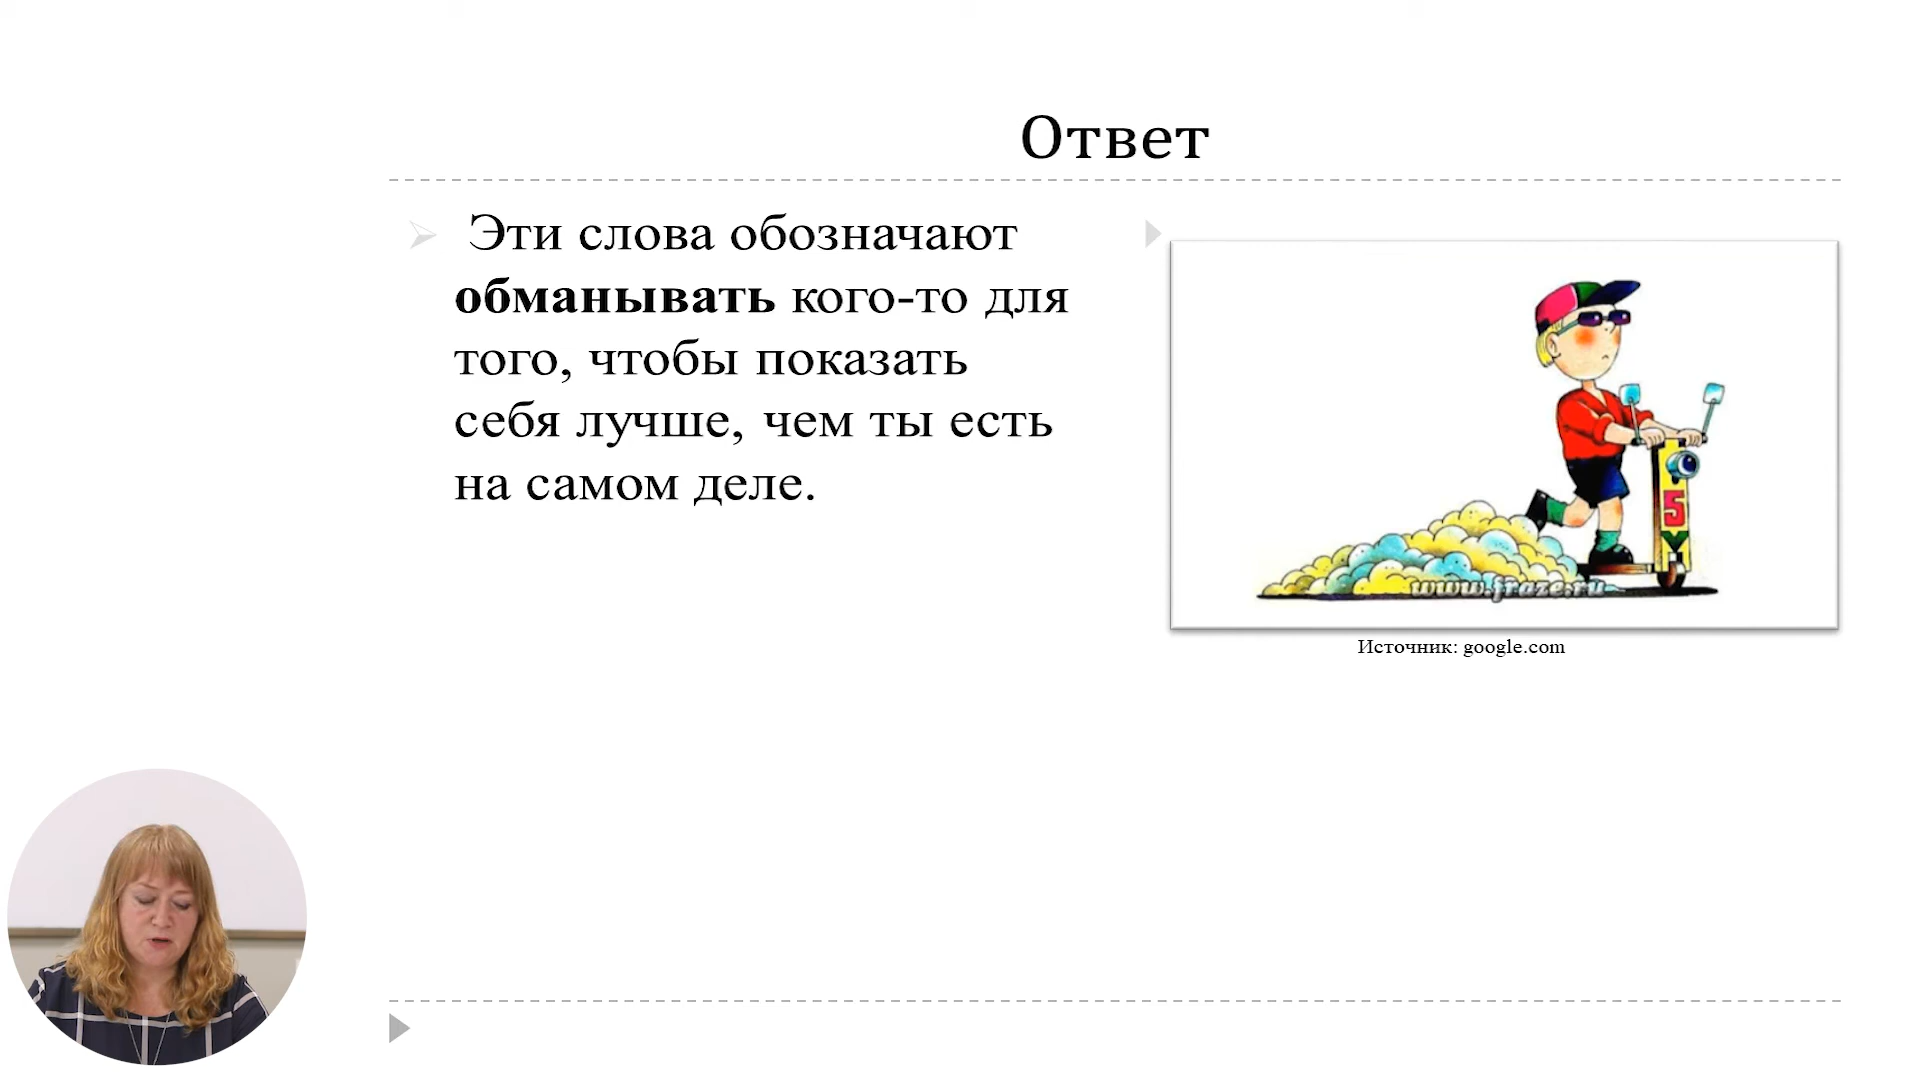 Ответ
Эти слова обозначают
обманывать кого-то для
того, чтобы показать
себя лучше, чем ты есть
на самом деле.
5
www.fraze.ru
Источник: google.com